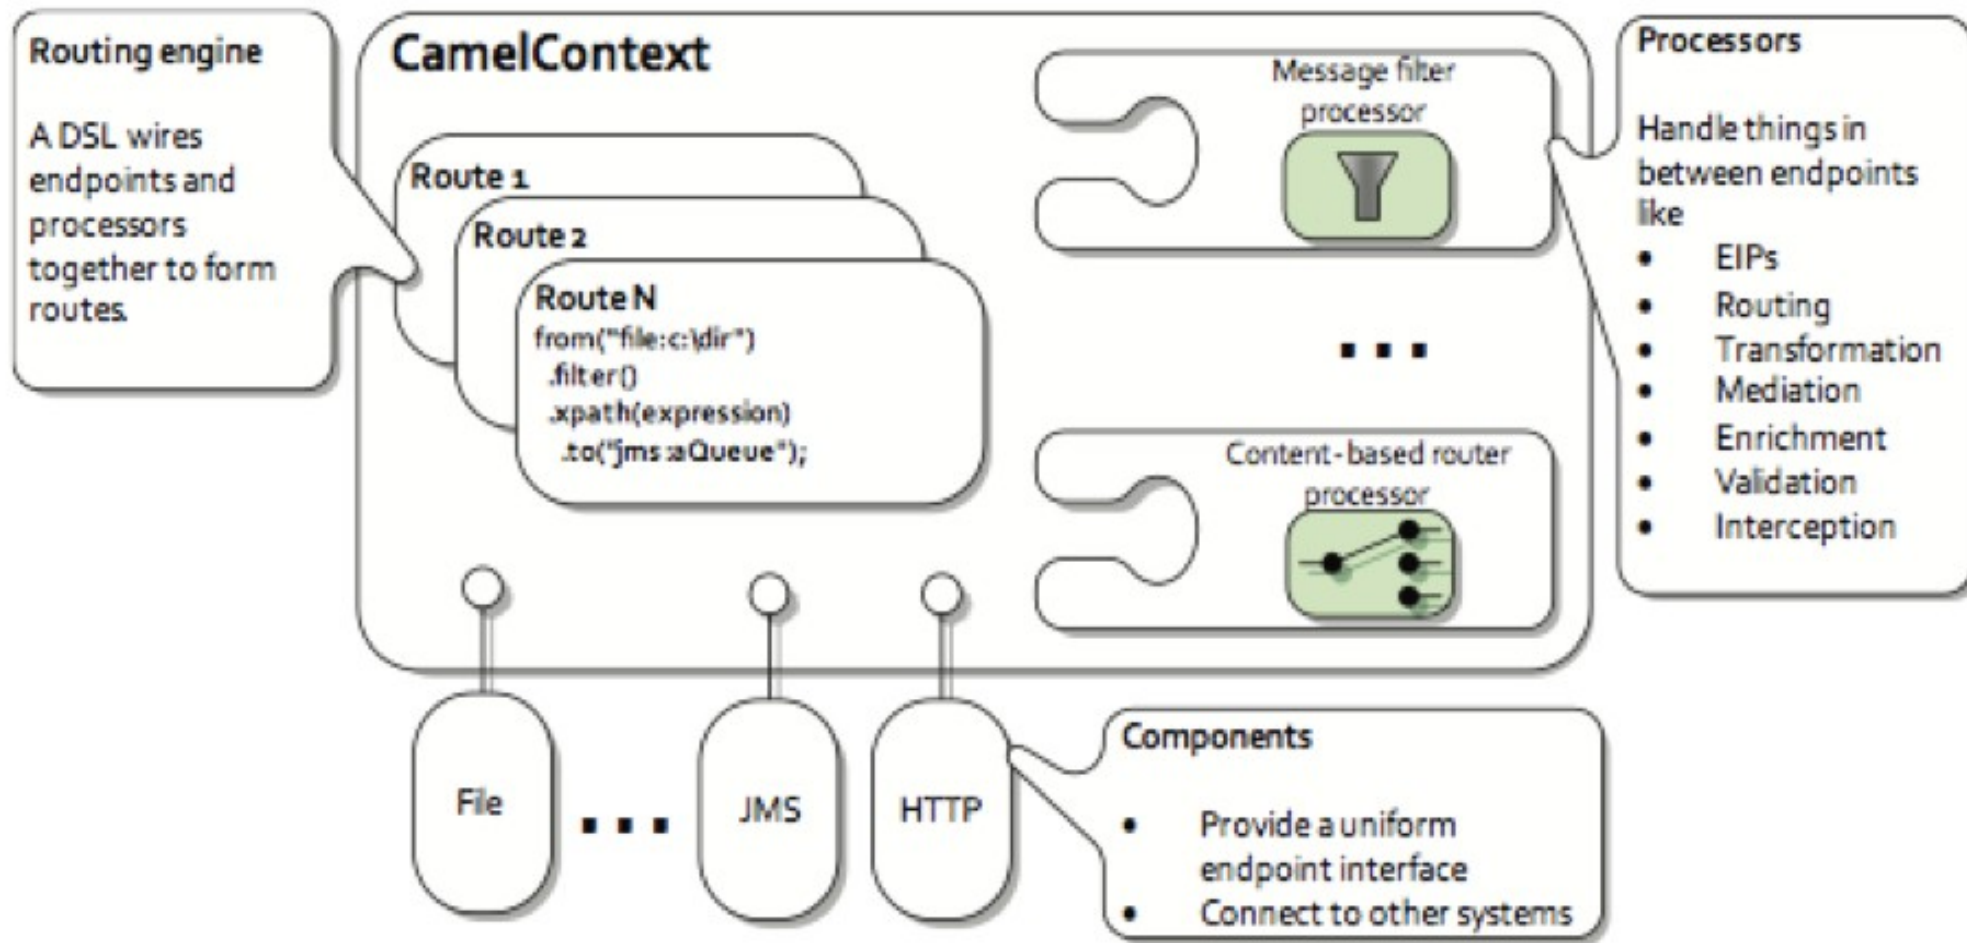 Routing engine
A DSL wires
endpoints and
processors
together to form
routes.
CamelContext
Route 1
Route 2
Route N
from("file:c:\dir")
.filter()
.xpath(expression)
.to("jms:aQueue");
Message filter
processor
...
Content-based router
processor
Processors
Handle things in
between endpoints
like
• EIPs
• Routing
• Transformation
• Mediation
• Enrichment
• Validation
• Interception
File
...
JMS
HTTP
Components
• Provide a uniform
endpoint interface
• Connect to other systems